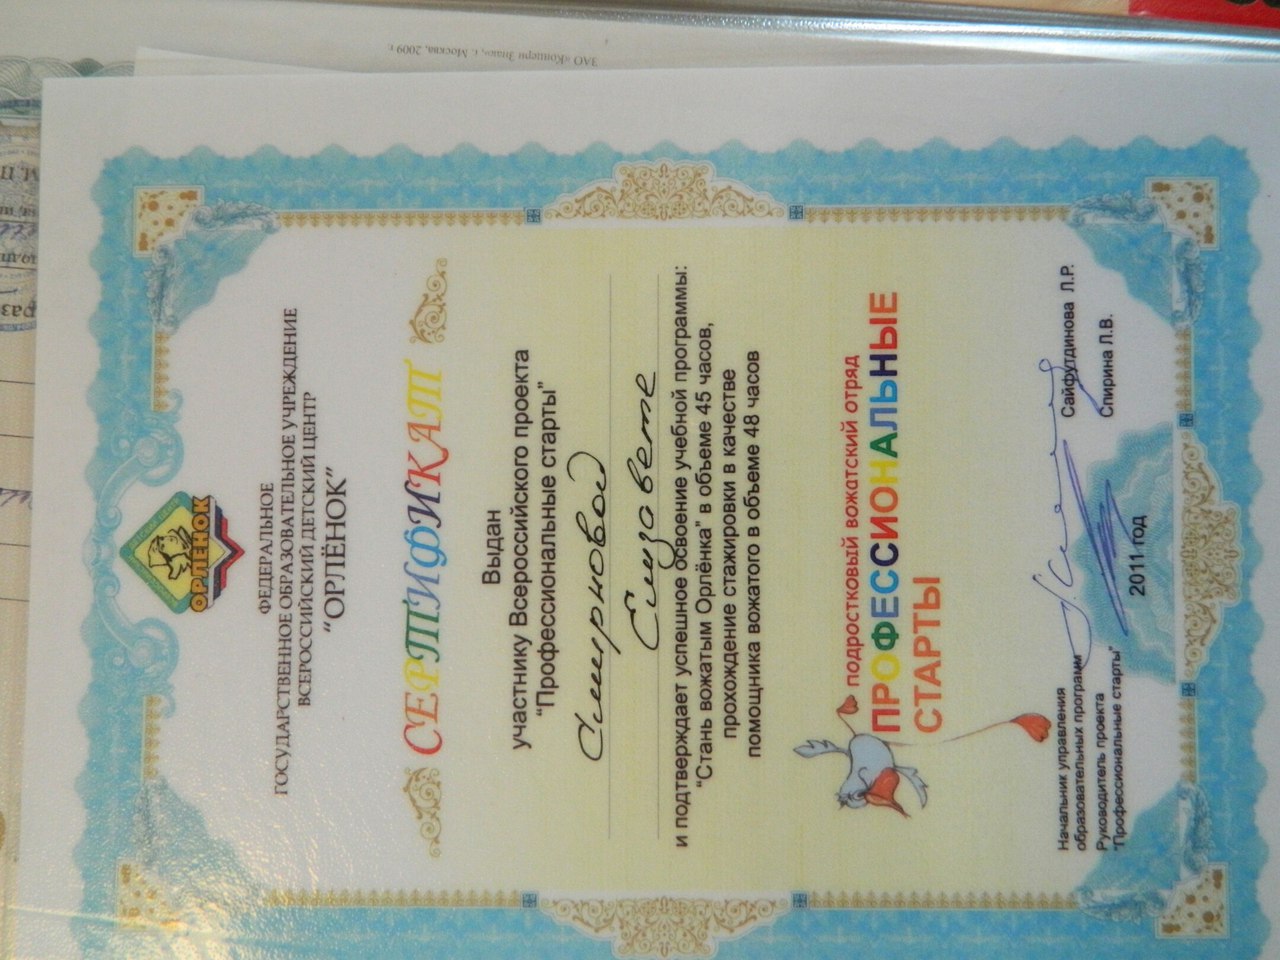 ЗАО «Концерн Знак», г. Москва, 2009 г.
ОРЛЁНОК
ФЕДЕРАЛЬНОЕ
ГОСУДАРСТВЕННОЕ ОБРАЗОВАТЕЛЬНОЕ УЧРЕЖДЕНИЕ
ВСЕРОССИЙСКИЙ ДЕТСКИЙ ЦЕНТР
“ОРЛЁНОК”
СЕРТИФИКАТ
Выдан
участнику Всероссийского проекта
“Профессиональные старты”
Смирновой
Елизавете
и подтверждает успешное освоение учебной программы:
“Стань вожатым Орлёнка” в объеме 45 часов,
прохождение стажировки в качестве
помощника вожатого в объеме 48 часов
ПОДРОСТКОВЫЙ ВОЖАТСКИЙ ОТРЯД
ПРОФЕССИОНАЛЬНЫЕ
СТАРТЫ
Начальник управления
образовательных программ Сайфутдинова Л.Р.
Руководитель проекта Спирина Л.В.
“Профессиональные старты”
2011 год